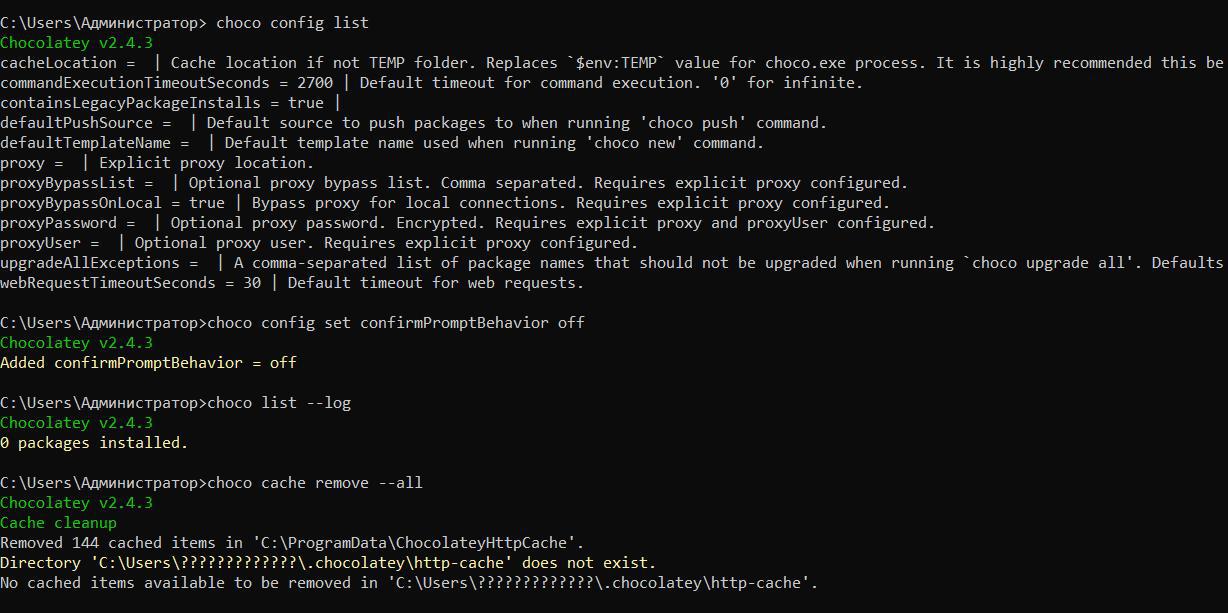 C:\Users\Администратор> choco config list
Chocolatey v2.4.3
cacheLocation =  | Cache location if not TEMP folder. Replaces `$env:TEMP` value for choco.exe process. It is highly recommended this be
commandExecutionTimeoutSeconds = 2700 | Default timeout for command execution. '0' for infinite.
containsLegacyPackageInstalls = true |
defaultPushSource =  | Default source to push packages to when running 'choco push' command.
defaultTemplateName =  | Default template name used when running 'choco new' command.
proxy =  | Explicit proxy location.
proxyBypassList =  | Optional proxy bypass list. Comma separated. Requires explicit proxy configured.
proxyBypassOnLocal = true | Bypass proxy for local connections. Requires explicit proxy configured.
proxyPassword =  | Optional proxy password. Encrypted. Requires explicit proxy and proxyUser configured.
proxyUser =  | Optional proxy user. Requires explicit proxy configured.
upgradeAllExceptions =  | A comma-separated list of package names that should not be upgraded when running `choco upgrade all'. Defaults
webRequestTimeoutSeconds = 30 | Default timeout for web requests.
C:\Users\Администратор>choco config set confirmPromptBehavior off
Chocolatey v2.4.3
Added confirmPromptBehavior = off
C:\Users\Администратор>choco list --log
Chocolatey v2.4.3
0 packages installed.
C:\Users\Администратор>choco cache remove --all
Chocolatey v2.4.3
Cache cleanup
Removed 144 cached items in 'C:\ProgramData\ChocolateyHttpCache'.
Directory 'C:\Users\?????????????\.chocolatey\http-cache' does not exist.
No cached items available to be removed in 'C:\Users\?????????????\.chocolatey\http-cache'.